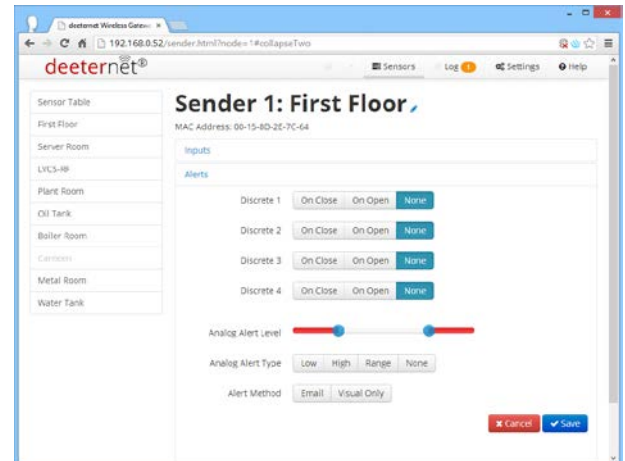 deeternet Wireless Gatew
192.168.0.52/sender.html?node=1#collapseTwo
deeternet®
Sensors
Log 1
Settings
Help
Sensor Table
First Floor
Server Room
Plant Room
Oil Tank
Boiler Room
Canteen
Metal Room
Water Tank
Sender 1: First Floor
MAC Address: 00-15-8D-2E-7C-64
Inputs
Alerts
Discrete 1 On Close On Open None
Discrete 2 On Close On Open None
Discrete 3 On Close On Open None
Discrete 4 On Close On Open None
Analog Alert Level
Analog Alert Type Low High Range None
Alert Method Email Visual Only
Cancel Save